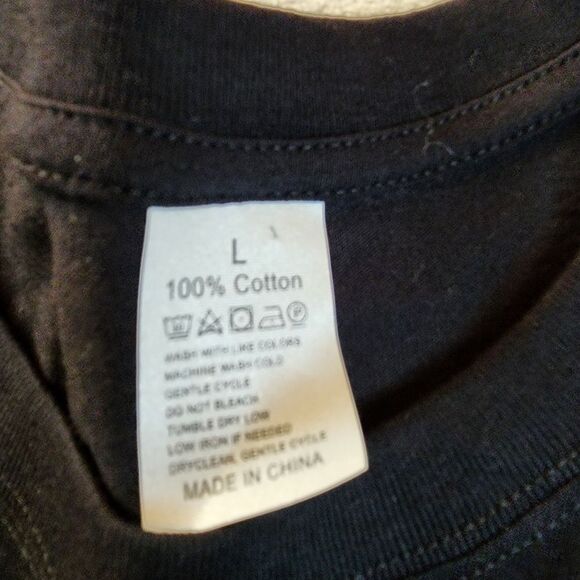 L
100% Cotton
WASH WITH LIKE COLORS
MACHINE WASH COLD
GENTLE CYCLE
DO NOT BLEACH
TUMBLE DRY LOW
LOW IRON IF NEEDED
DRYCLEAN, GENTLE CYCLE
MADE IN CHINA